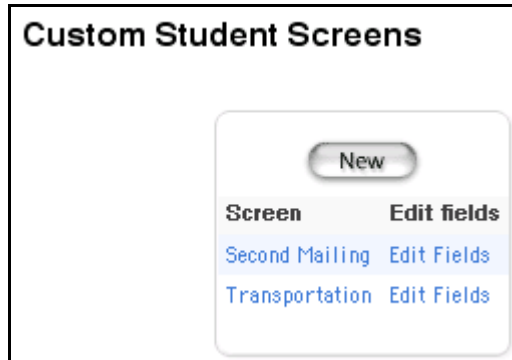 Custom Student Screens
New
Screen Edit fields
Second Mailing Edit Fields
Transportation Edit Fields